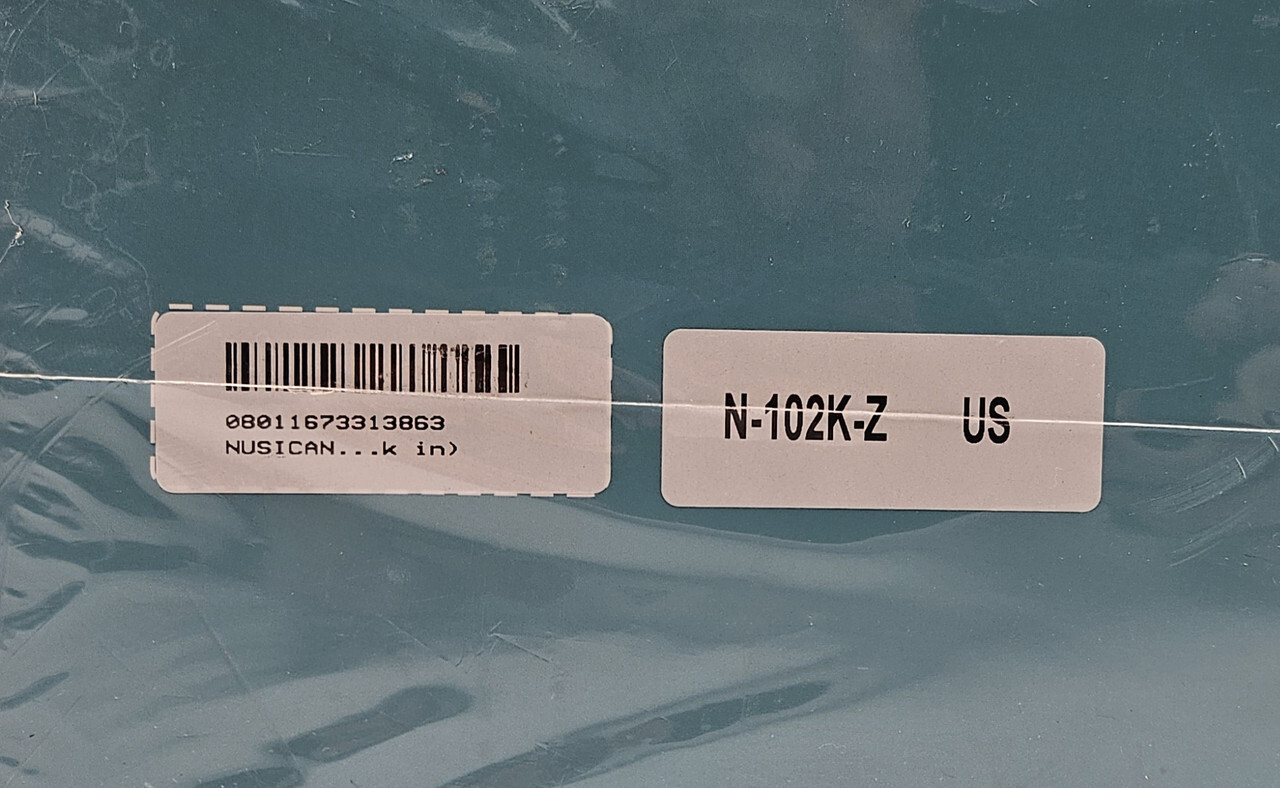 08011673313863
NUSICAN...k in)
N-102K-Z US